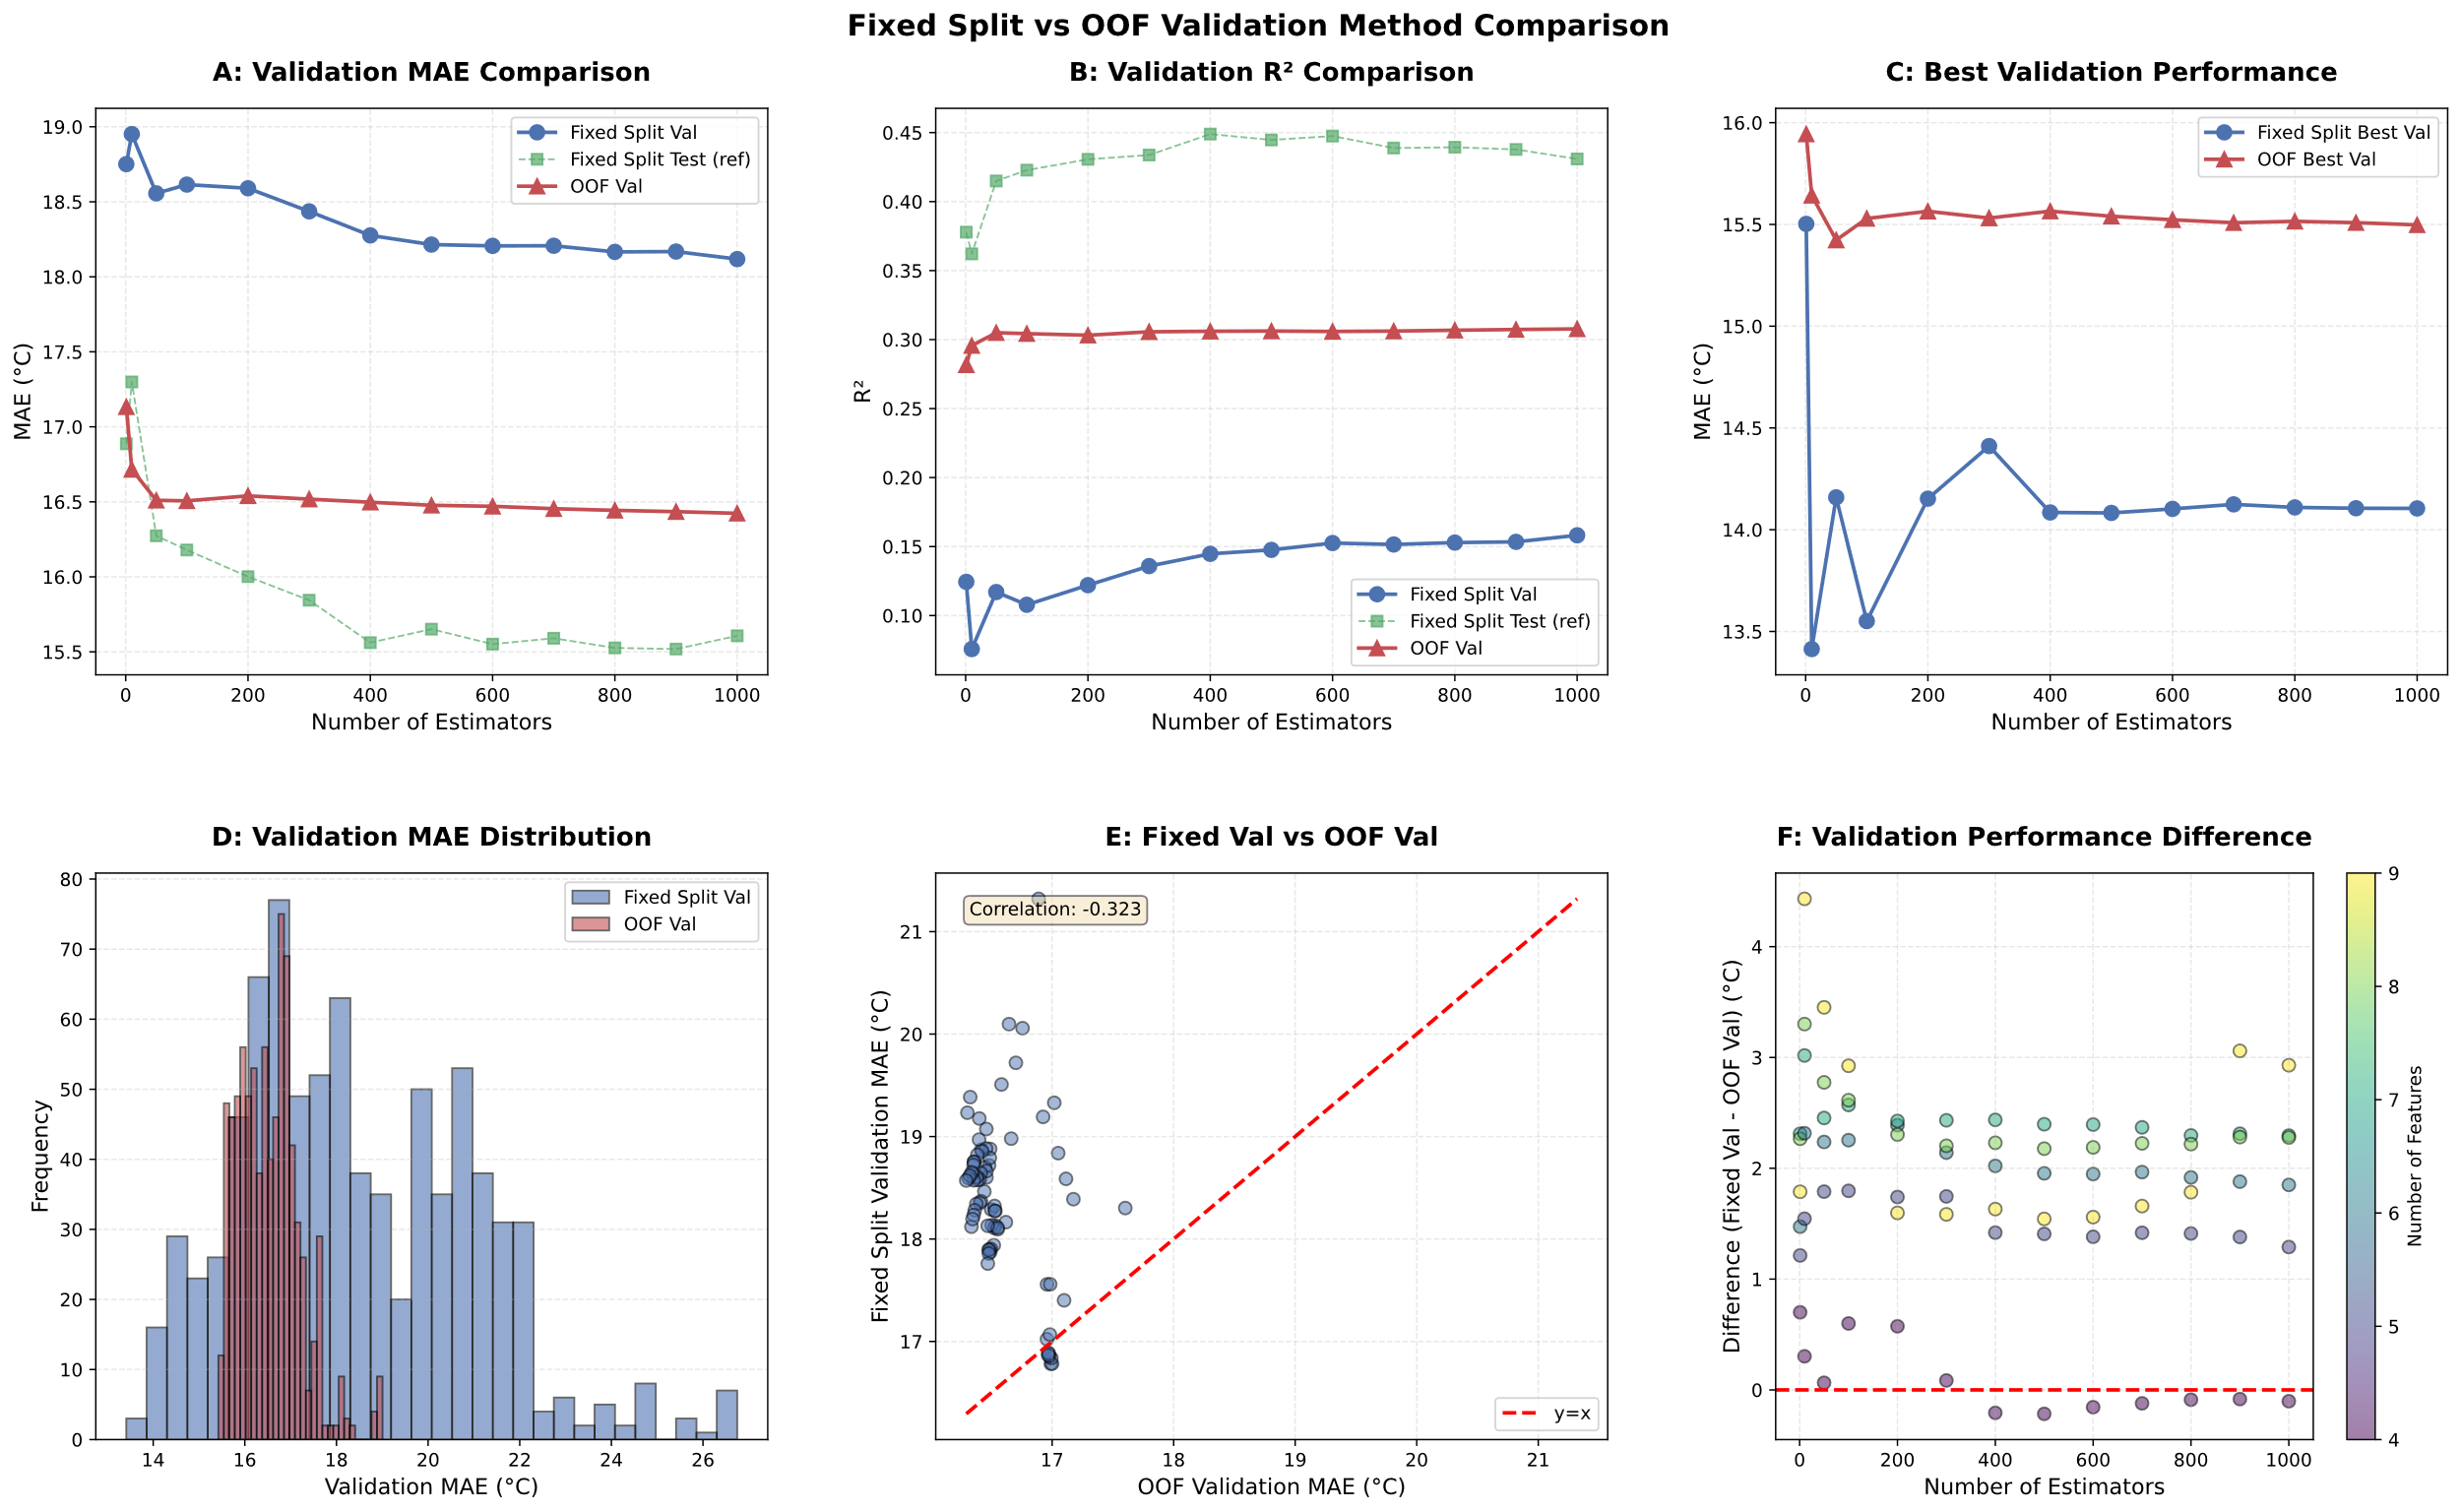 Fixed Split vs OOF Validation Method Comparison
A: Validation MAE Comparison
19.0
18.5
18.0
17.5
17.0
16.5
16.0
15.5
MAE (°C)
Fixed Split Val
Fixed Split Test (ref)
OOF Val
0 200 400 600 800 1000
Number of Estimators
B: Validation R² Comparison
0.45
0.40
0.35
0.30
0.25
0.20
0.15
0.10
R²
Fixed Split Val
Fixed Split Test (ref)
OOF Val
0 200 400 600 800 1000
Number of Estimators
C: Best Validation Performance
16.0
15.5
15.0
14.5
14.0
13.5
MAE (°C)
Fixed Split Best Val
OOF Best Val
0 200 400 600 800 1000
Number of Estimators
D: Validation MAE Distribution
80
70
60
50
40
30
20
10
0
Frequency
Fixed Split Val
OOF Val
14 16 18 20 22 24 26
Validation MAE (°C)
E: Fixed Val vs OOF Val
Correlation: -0.323
21
20
19
18
17
Fixed Split Validation MAE (°C)
y=x
17 18 19 20 21
OOF Validation MAE (°C)
F: Validation Performance Difference
4
3
2
1
0
Difference (Fixed Val - OOF Val) (°C)
0 200 400 600 800 1000
Number of Estimators
9
8
7
6
5
4
Number of Features